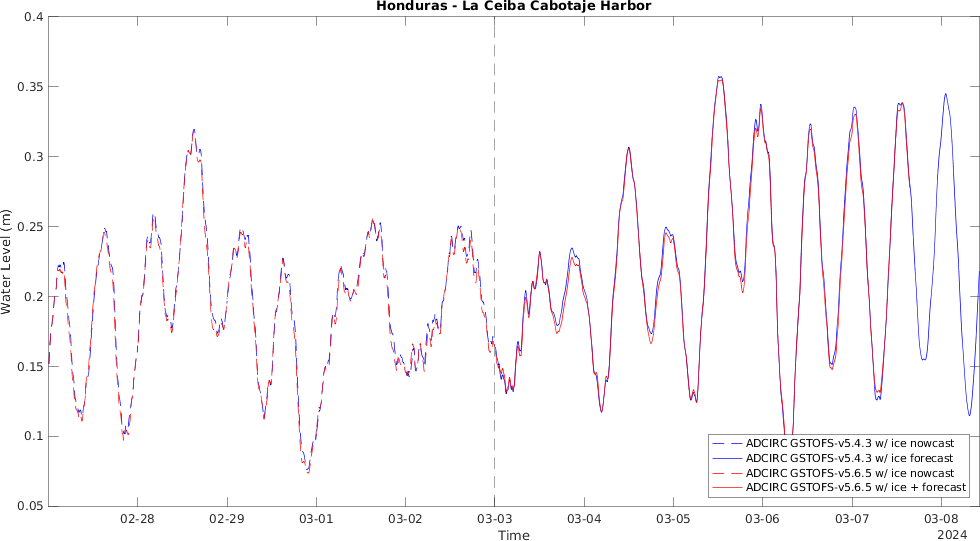 Honduras - La Ceiba Cabotaje Harbor
0.4
0.35
0.3
0.25
0.2
0.15
0.1
0.05
Water Level (m)
ADCIRC GSTOFS-v5.4.3 w/ ice nowcast
ADCIRC GSTOFS-v5.4.3 w/ ice forecast
ADCIRC GSTOFS-v5.6.5 w/ ice nowcast
ADCIRC GSTOFS-v5.6.5 w/ ice + forecast
02-28 02-29 03-01 03-02 03-03 03-04 03-05 03-06 03-07 03-08
Time
2024